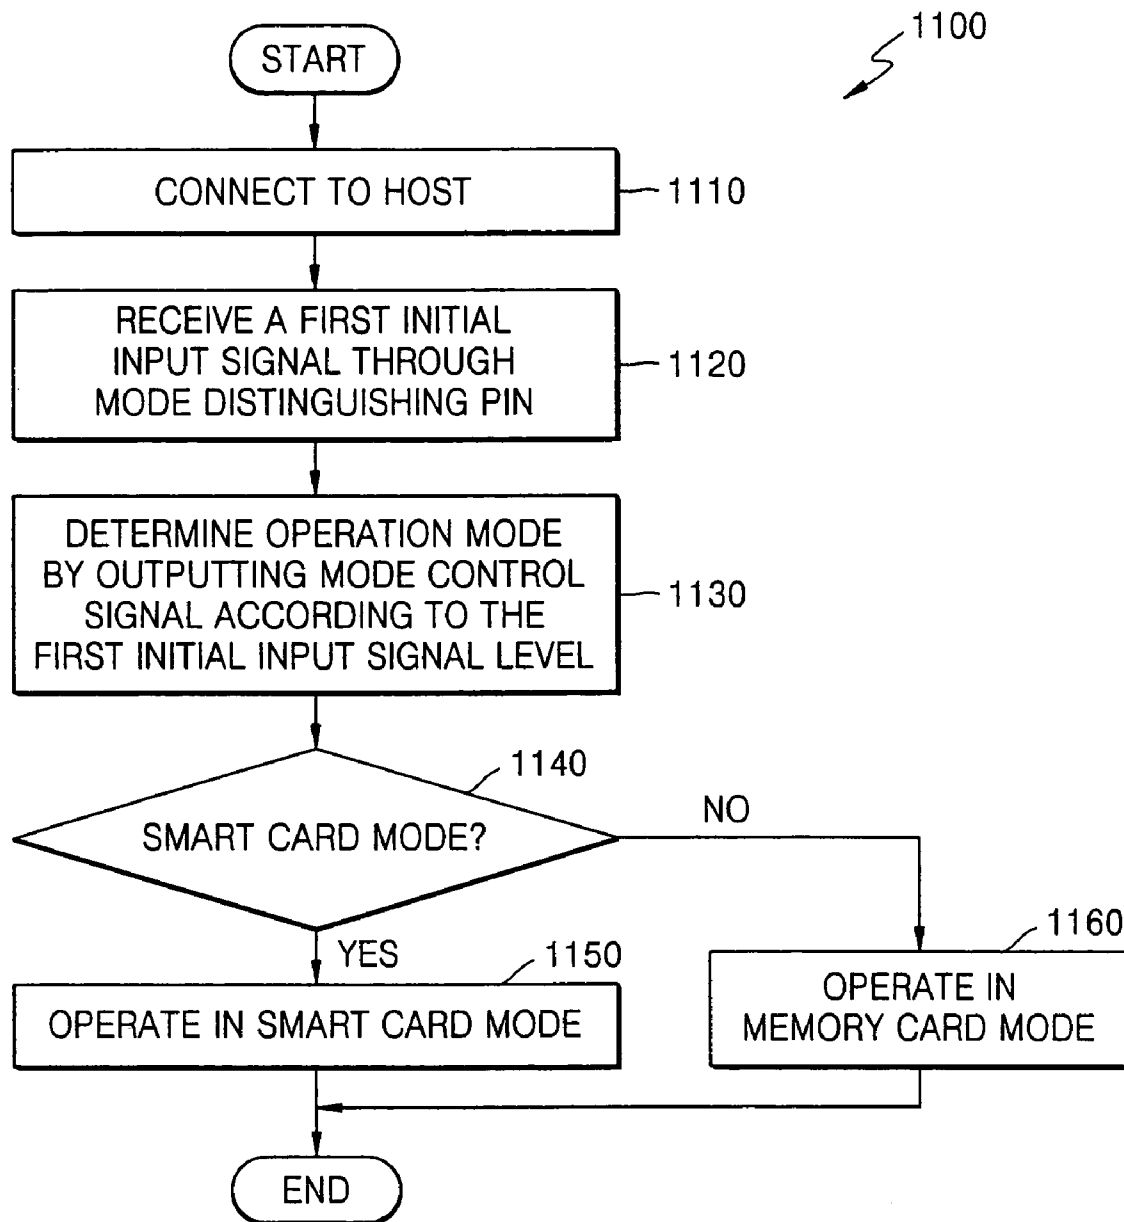 1100
START
CONNECT TO HOST
1110
RECEIVE A FIRST INITIAL
INPUT SIGNAL THROUGH
MODE DISTINGUISHING PIN
1120
DETERMINE OPERATION MODE
BY OUTPUTTING MODE CONTROL
SIGNAL ACCORDING TO THE
FIRST INITIAL INPUT SIGNAL LEVEL
1130
1140
SMART CARD MODE?
NO
YES
1150
OPERATE IN SMART CARD MODE
1160
OPERATE IN
MEMORY CARD MODE
END